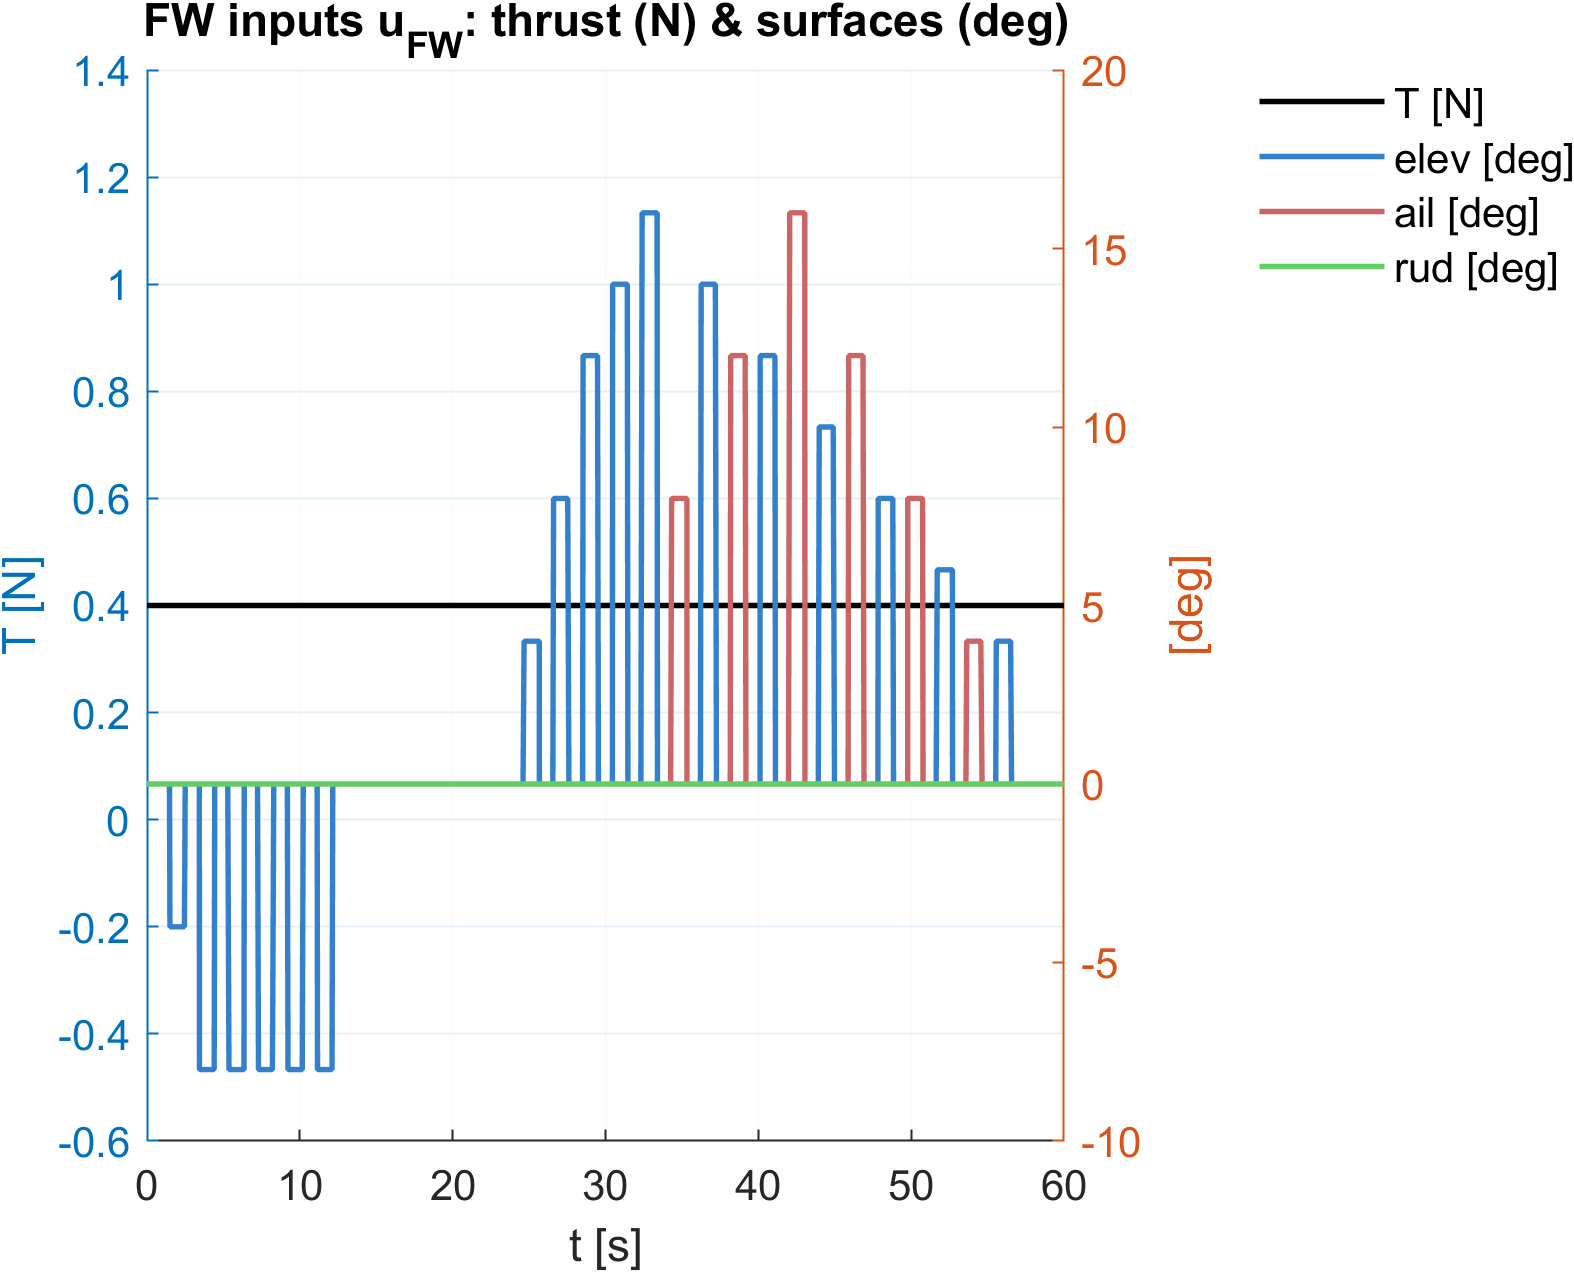 FW inputs u_FW: thrust (N) & surfaces (deg)
1.4
1.2
1
0.8
0.6
0.4
0.2
0
-0.2
-0.4
-0.6
T [N]
20
15
10
5
0
-5
-10
[deg]
0 10 20 30 40 50 60
t [s]
T [N]
elev [deg]
ail [deg]
rud [deg]